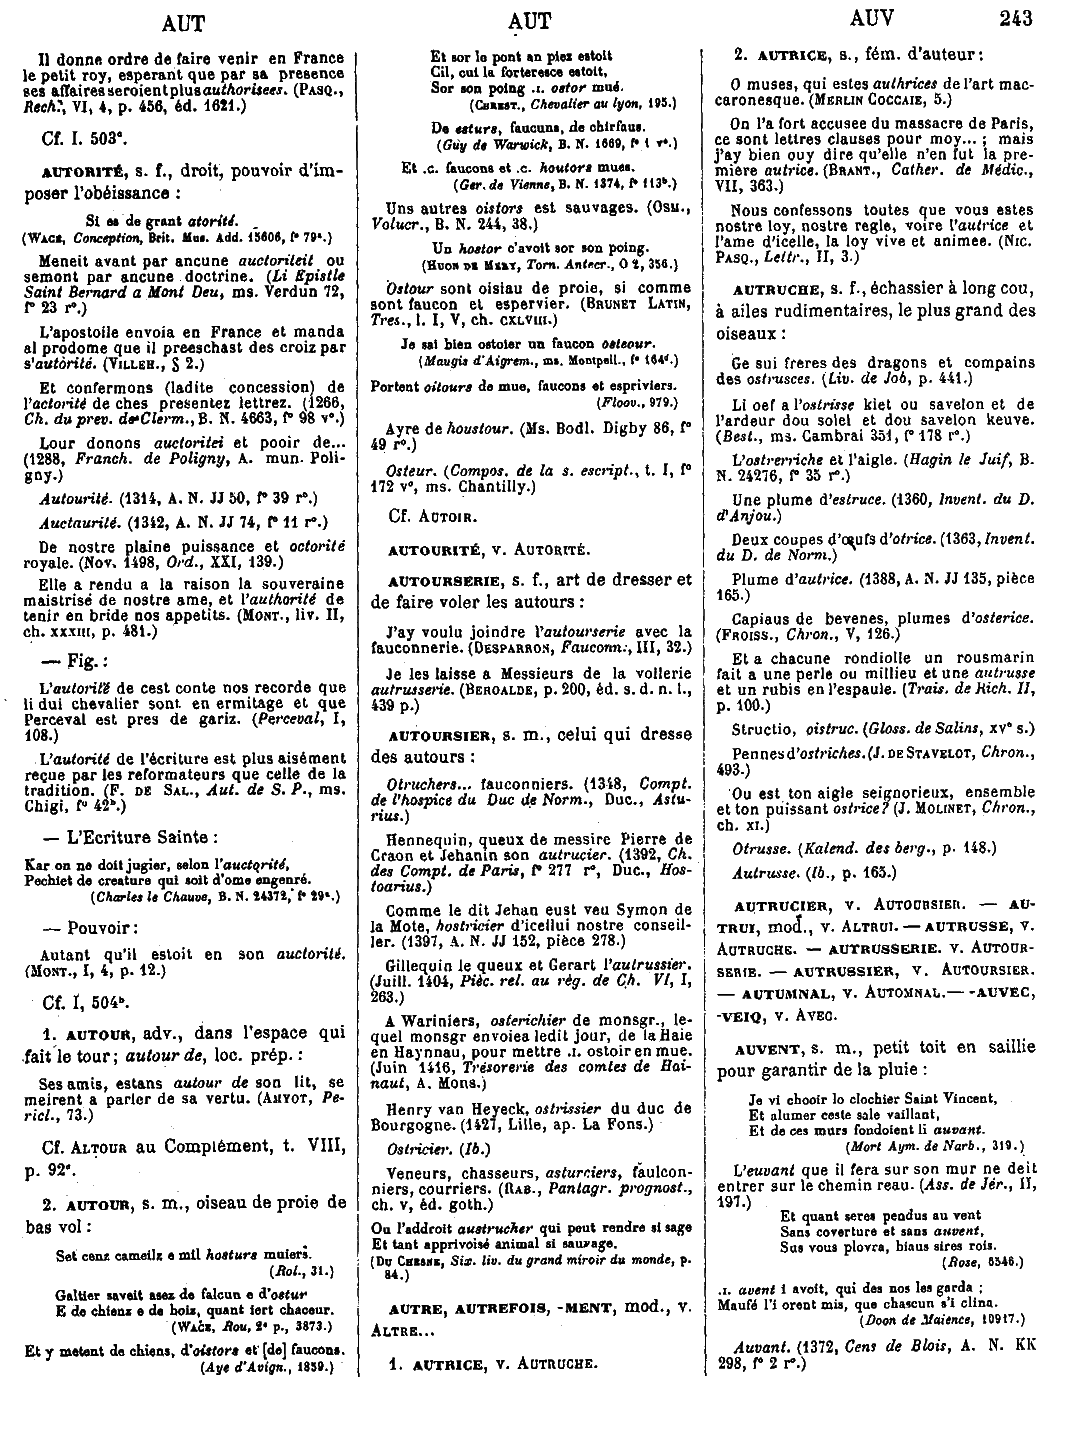 AUT
AUT
AUV
243
Il donne ordre de faire venir en France
le petit roy, esperant que par sa presence
ses affaires seroient plus authorisees. (PASQ.,
Rech., VI, 4, p. 456, éd. 1621.)
Cf. I. 503ᵉ.
AUTORITÉ, s. f., droit, pouvoir d'im-
poser l'obéissance :
Si es de grant atorité.
(WACE, Conception, Brit. Mus. Add. 15606, fº 79ᵃ.)
Meneit avant par ancune auctoriteit ou
semont par ancune doctrine. (Li Epistle
Saint Bernard a Mont Deu, ms. Verdun 72,
fº 23 rº.)
L'apostoile envoia en France et manda
al prodome que il preeschast des croiz par
s'autorité. (VILLEH., § 2.)
Et confermons (ladite concession) de
l'actorité de ches presentez lettrez. (1266,
Ch. du prev. de Clerm., B. N. 4663, fº 98 vº.)
Lour donons auctoritei et pooir de...
(1288, Franch. de Poligny, A. mun. Poli-
gny.)
Autourité. (1314, A. N. JJ 50, fº 39 rº.)
Auctaurité. (1342, A. N. JJ 74, fº 11 rº.)
De nostre plaine puissance et octorité
royale. (Nov. 1498, Ord., XXI, 139.)
Elle a rendu a la raison la souveraine
maistrise de nostre ame, et l'authorité de
tenir en bride nos appetits. (MONT., liv. II,
ch. XXXIII, p. 481.)
— Fig. :
L'autorité de cest conte nos recorde que
li dui chevalier sont en ermitage et que
Perceval est pres de gariz. (Perceval, I,
108.)
L'autorité de l'écriture est plus aisément
reçue par les reformateurs que celle de la
tradition. (F. DE SAL., Aut. de S. P., ms.
Chigi, fº 42ᵇ.)
— L'Ecriture Sainte :
Kar on ne doit jugier, selon l'auctorité,
Pechiet de creature qui soit d'ome engenré.
(Charles le Chauve, B. N. 24372, fº 29ᵃ.)
— Pouvoir :
Autant qu'il estoit en son auctorité.
(MONT., I, 4, p. 12.)
Cf. I, 504ᵇ.
1. AUTOUR, adv., dans l'espace qui
fait le tour ; autour de, loc. prép. :
Ses amis, estans autour de son lit, se
meirent a parler de sa vertu. (AMYOT, Pe-
ricl., 73.)
Cf. ALTOUR au Complément, t. VIII,
p. 92ᵉ.
2. AUTOUR, s. m., oiseau de proie de
bas vol :
Set cenz cameilz e mil hosturs muiers.
(Rol., 31.)
Galtier saveit asez de falcun e d'ostur
E de chiens e de bois, quant iert chaceur.
(WACE, Rou, 2ᵉ p., 3873.)
Et y metent de chiens, d'oistors et [de] faucons.
(Aye d'Avign., 1859.)
Et sor le pont an piez estoit
Cil, cui la forteresce estoit,
Sor son poing .I. ostor mué.
(CHREST., Chevalier au lyon, 195.)
De esturs, faucuns, de chirfaus.
(Guy de Warwick, B. N. 1669, fº 1 vº.)
Et .c. faucons et .c. houtors mues.
(Ger. de Vienne, B. N. 1374, fº 113ᵇ.)
Uns autres oistors est sauvages. (OSM.,
Volucr., B. N. 244, 38.)
Un hostor c'avoit sor son poing.
(HUON DE MERY, Torn. Antecr., O 2, 356.)
Ostour sont oisiau de proie, si comme
sont faucon et espervier. (BRUNET LATIN,
Tres., l. I, V, ch. CXLVIII.)
Je sai bien ostoier un faucon osteour.
(Maugis d'Aigrem., ms. Montpell., fº 164ᵈ.)
Portent oitours de mue, faucons et espriviers.
(Floov., 979.)
Ayre de houstour. (Ms. Bodl. Digby 86, fº
49 rº.)
Osteur. (Compos. de la s. escript., t. I, fº
172 vº, ms. Chantilly.)
Cf. AUTOIR.
AUTOURITÉ, v. AUTORITÉ.
AUTOURSERIE, s. f., art de dresser et
de faire voler les autours :
J'ay voulu joindre l'autourserie avec la
fauconnerie. (DESPARRON, Fauconn., III, 32.)
Je les laisse a Messieurs de la vollerie
autrusserie. (BEROALDE, p. 200, éd. s. d. n. l.,
439 p.)
AUTOURSIER, s. m., celui qui dresse
des autours :
Otruchers... fauconniers. (1348, Compt.
de l'hospice du Duc de Norm., Duc., Astu-
rius.)
Hennequin, queux de messire Pierre de
Craon et Jehanin son autrucier. (1392, Ch.
des Compt. de Paris, fº 277 rº, Duc., Hos-
toarius.)
Comme le dit Jehan eust veu Symon de
la Mote, hostricier d'icellui nostre conseil-
ler. (1397, A. N. JJ 152, pièce 278.)
Gillequin le queux et Gerart l'autrussier.
(Juill. 1404, Pièc. rel. au règ. de Ch. VI, I,
263.)
A Wariniers, osterichier de monsgr., le-
quel monsgr envoiea ledit jour, de la Haie
en Haynnau, pour mettre .I. ostoir en mue.
(Juin 1416, Trésorerie des comtes de Hai-
naut, A. Mons.)
Henry van Heyeck, ostrissier du duc de
Bourgogne. (1427, Lille, ap. La Fons.)
Ostricier. (Ib.)
Veneurs, chasseurs, asturciers, faulcon-
niers, courriers. (RAB., Pantagr. prognost.,
ch. V, éd. goth.)
Ou l'addroit austrucher qui peut rendre si sage
Et tant apprivoisé animal si sauvage.
(DU CHESNE, Six. liv. du grand miroir du monde, p.
84.)
AUTRE, AUTREFOIS, -MENT, mod., v.
ALTRE...
1. AUTRICE, v. AUTRUCHE.
2. AUTRICE, s., fém. d'auteur :
O muses, qui estes authrices de l'art mac-
caronesque. (MERLIN COCCAIE, 5.)
On l'a fort accusee du massacre de Paris,
ce sont lettres clauses pour moy... ; mais
j'ay bien ouy dire qu'elle n'en fut la pre-
miere autrice. (BRANT., Cather. de Médic.,
VII, 363.)
Nous confessons toutes que vous estes
nostre loy, nostre regle, voire l'autrice et
l'ame d'icelle, la loy vive et animee. (NIC.
PASQ., Lettr., II, 3.)
AUTRUCHE, s. f., échassier à long cou,
à ailes rudimentaires, le plus grand des
oiseaux :
Ge sui freres des dragons et compains
des ostrusces. (Liv. de Job, p. 441.)
Li oef a l'ostrisse kiet ou savelon et de
l'ardeur dou solel et dou savelon keuve.
(Best., ms. Cambrai 351, fº 178 rº.)
L'ostrerriche et l'aigle. (Hagin le Juif, B.
N. 24276, fº 35 rº.)
Une plume d'estruce. (1360, Invent. du D.
d'Anjou.)
Deux coupes d'œufs d'otrice. (1363, Invent.
du D. de Norm.)
Plume d'autrice. (1388, A. N. JJ 135, pièce
165.)
Capiaus de bevenes, plumes d'osterice.
(FROISS., Chron., V, 126.)
Et a chacune rondiolle un rousmarin
fait a une perle ou millieu et une autrusse
et un rubis en l'espaule. (Trais. de Rich. II,
p. 100.)
Structio, oistruc. (Gloss. de Salins, XVᵉ s.)
Pennes d'ostriches. (J. DE STAVELOT, Chron.,
493.)
Ou est ton aigle seignorieux, ensemble
et ton puissant ostrice? (J. MOLINET, Chron.,
ch. XI.)
Otrusse. (Kalend. des berg., p. 148.)
Autrusse. (Ib., p. 165.)
AUTRUCIER, v. AUTOURSIER. — AU-
TRUI, mod., v. ALTRUI. — AUTRUSSE, v.
AUTRUCHE. — AUTRUSSERIE. v. AUTOUR-
SERIE. — AUTRUSSIER, v. AUTOURSIER.
— AUTUMNAL, v. AUTOMNAL. — -AUVEC,
-VEIQ, v. AVEC.
AUVENT, s. m., petit toit en saillie
pour garantir de la pluie :
Je vi chooir lo clochier Saint Vincent,
Et alumer ceste sale vaillant,
Et de ces murs fondoient li auvant.
(Mort Aym. de Narb., 319.)
L'euvant que il fera sur son mur ne deit
entrer sur le chemin reau. (Ass. de Jér., II,
197.)
Et quant seres pendus au vent
Sans coverture et sans auvent,
Sus vous plovra, biaus sires rois.
(Rose, 6546.)
.I. auvent i avoit, qui des nos les garda ;
Maufé l'i orent mis, que chascun s'i clina.
(Doon de Maience, 10917.)
Auvant. (1372, Cens de Blois, A. N. KK
298, fº 2 rº.)